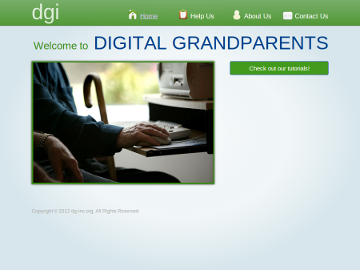 dgi
Home
Help Us
About Us
Contact Us
Welcome to DIGITAL GRANDPARENTS
Check out our tutorials!
Copyright © 2012 dg-inc.org. All Rights Reserved